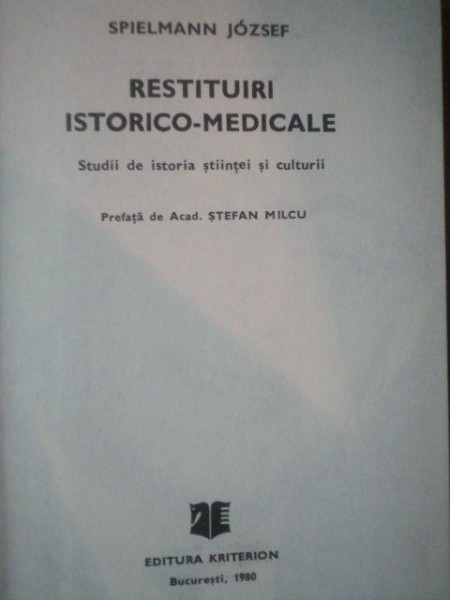 SPIELMANN JÓZSEF
RESTITUIRI
ISTORICO-MEDICALE
Studii de istoria științei și culturii
Prefață de Acad. ȘTEFAN MILCU
EDITURA KRITERION
București, 1980